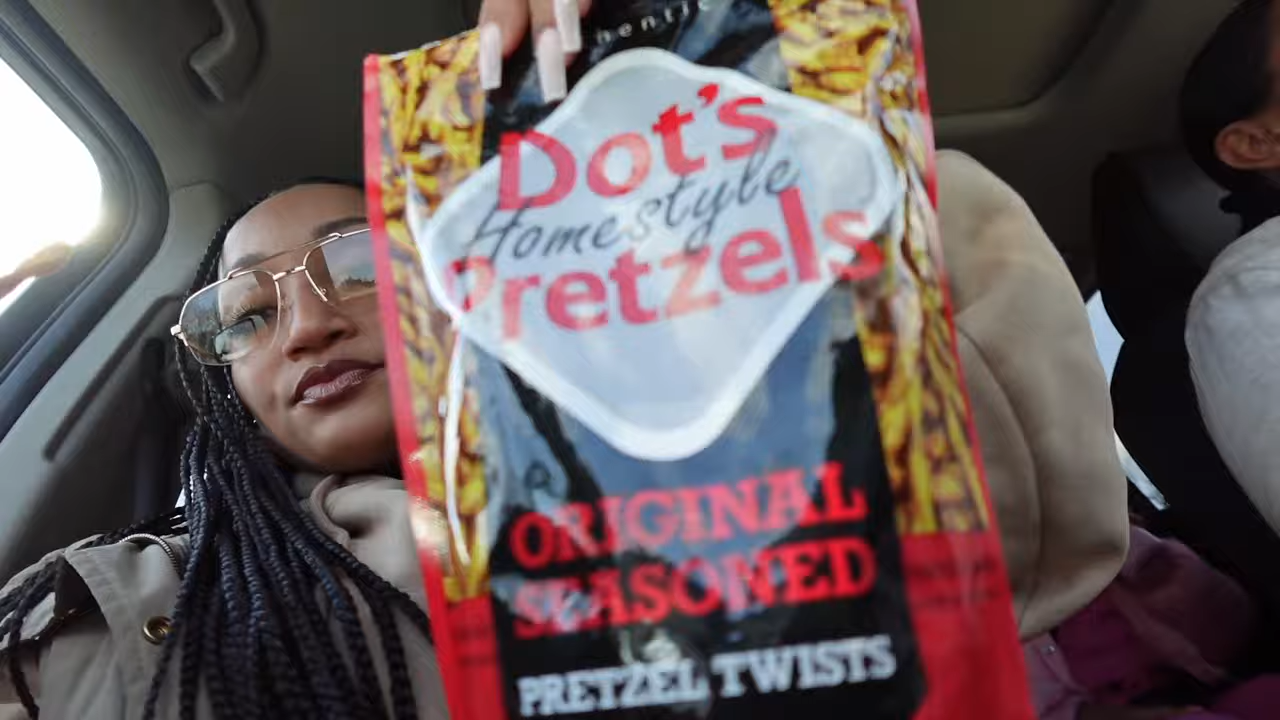 Dot's
Homestyle
Pretzels
ORIGINAL
SEASONED
PRETZEL TWISTS